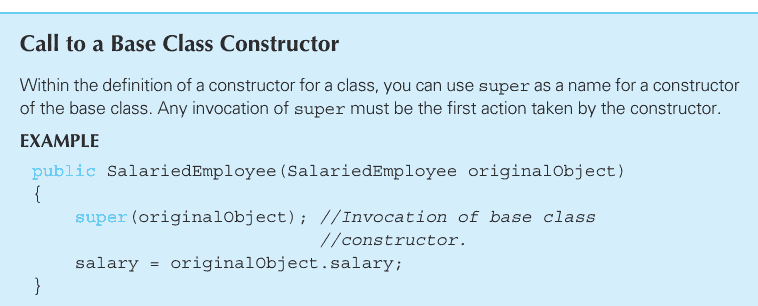 Call to a Base Class Constructor
Within the definition of a constructor for a class, you can use super as a name for a constructor
of the base class. Any invocation of super must be the first action taken by the constructor.
EXAMPLE
public SalariedEmployee(SalariedEmployee originalObject)
{
    super(originalObject); //Invocation of base class
                           //constructor.
    salary = originalObject.salary;
}